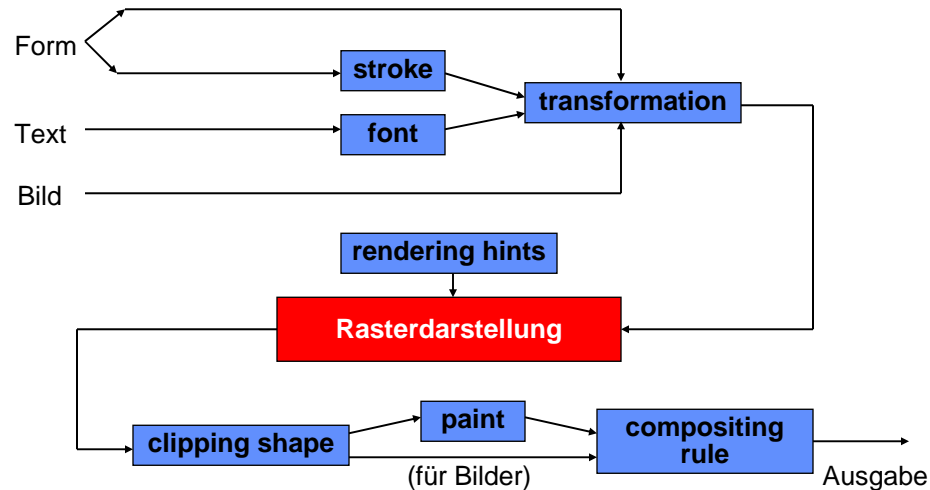 Form
stroke
transformation
Text
font
Bild
rendering hints
Rasterdarstellung
clipping shape
paint
compositing
rule
(für Bilder)
Ausgabe